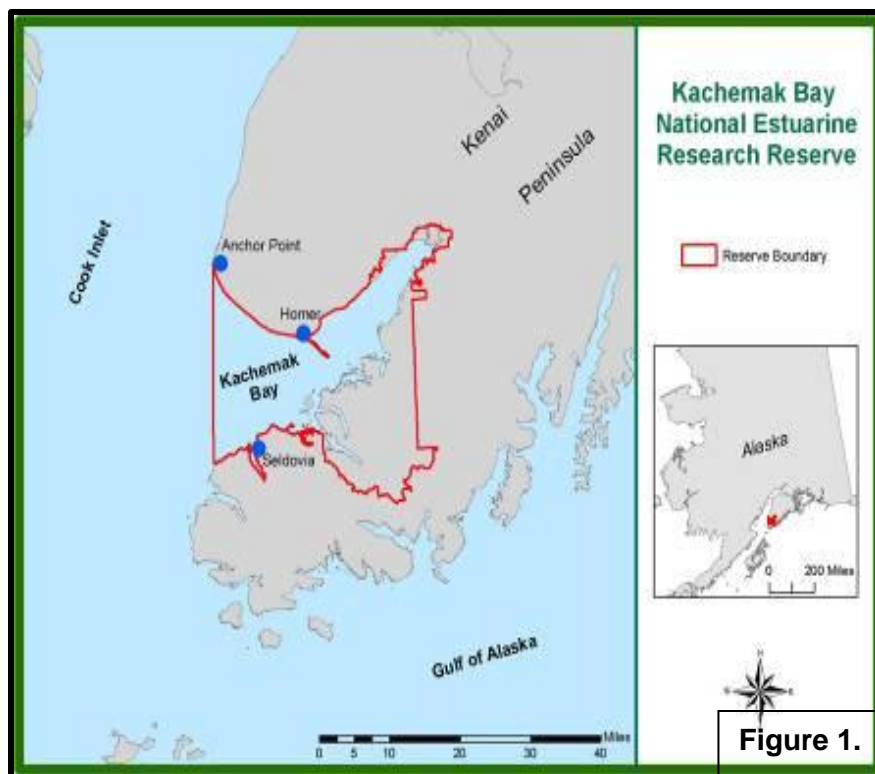 Kachemak Bay
National Estuarine
Research Reserve
Reserve Boundary
Kenai
Peninsula
Cook Inlet
Anchor Point
Homer
Kachemak
Bay
Seldovia
Gulf of Alaska
Miles
0 5 10 20 30 40
Alaska
0 200 Miles
N
W E
Figure 1.